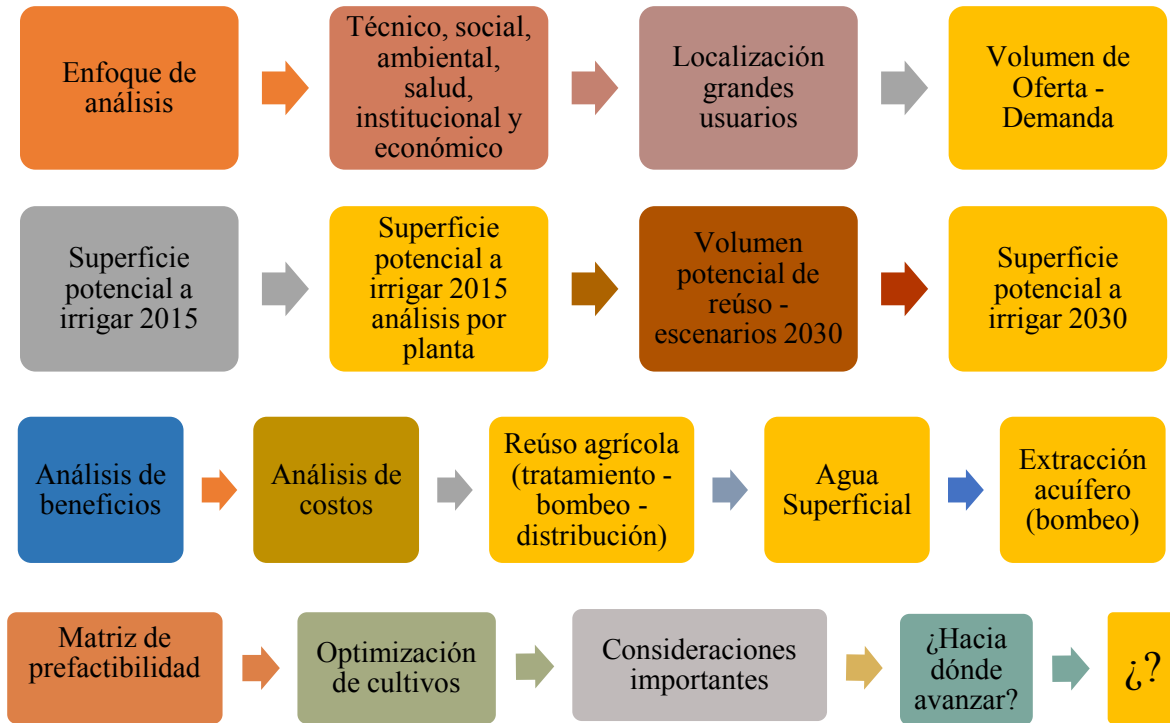 Enfoque de
análisis
Técnico, social,
ambiental,
salud,
institucional y
económico
Localización
grandes
usuarios
Volumen de
Oferta -
Demanda
Superficie
potencial a
irrigar 2015
Superficie
potencial a
irrigar 2015
análisis por
planta
Volumen
potencial de
reúso -
escenarios 2030
Superficie
potencial a
irrigar 2030
Análisis de
beneficios
Análisis de
costos
Reúso agrícola
(tratamiento -
bombeo -
distribución)
Agua
Superficial
Extracción
acuífero
(bombeo)
Matriz de
prefactibilidad
Optimización
de cultivos
Consideraciones
importantes
¿Hacia
dónde
avanzar?
¿?